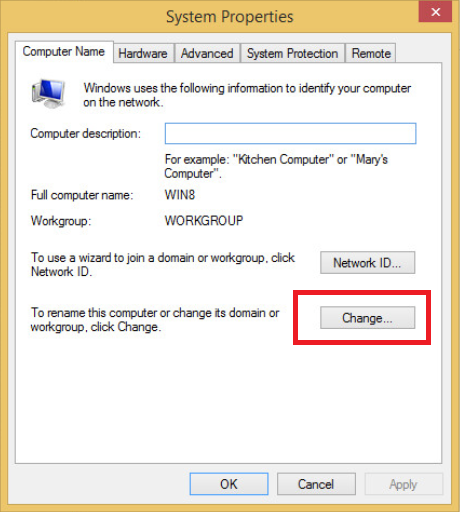 System Properties
Computer Name Hardware Advanced System Protection Remote
Windows uses the following information to identify your computer
on the network.
Computer description:
For example: "Kitchen Computer" or "Mary's
Computer".
Full computer name: WIN8
Workgroup: WORKGROUP
To use a wizard to join a domain or workgroup, click
Network ID.
Network ID...
To rename this computer or change its domain or
workgroup, click Change.
Change...
OK Cancel Apply